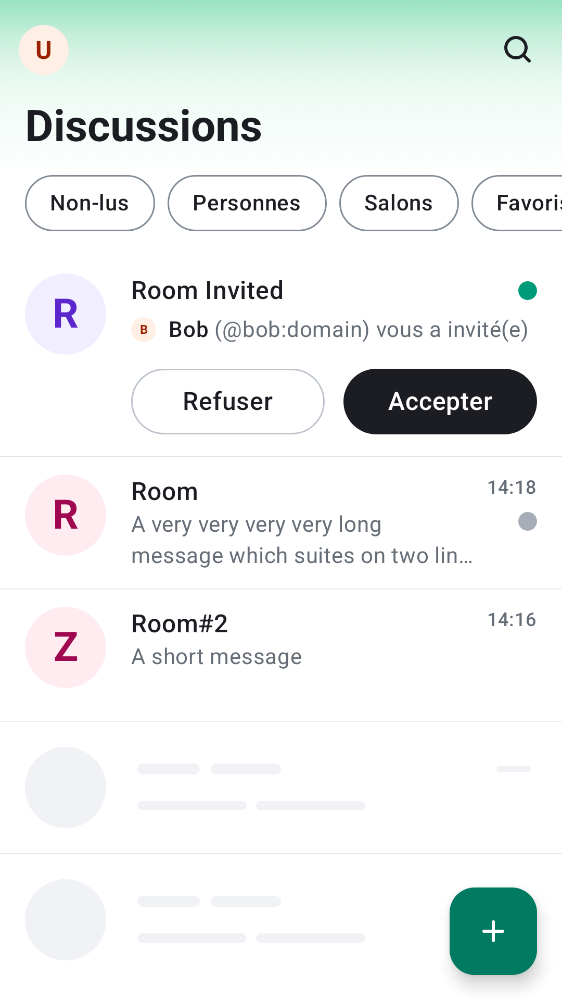 U
Discussions
Non-lus Personnes Salons Favoris
R
Room Invited
B Bob (@bob:domain) vous a invité(e)
Refuser Accepter
R
Room 14:18
A very very very very long
message which suites on two lin…
Z
Room#2 14:16
A short message